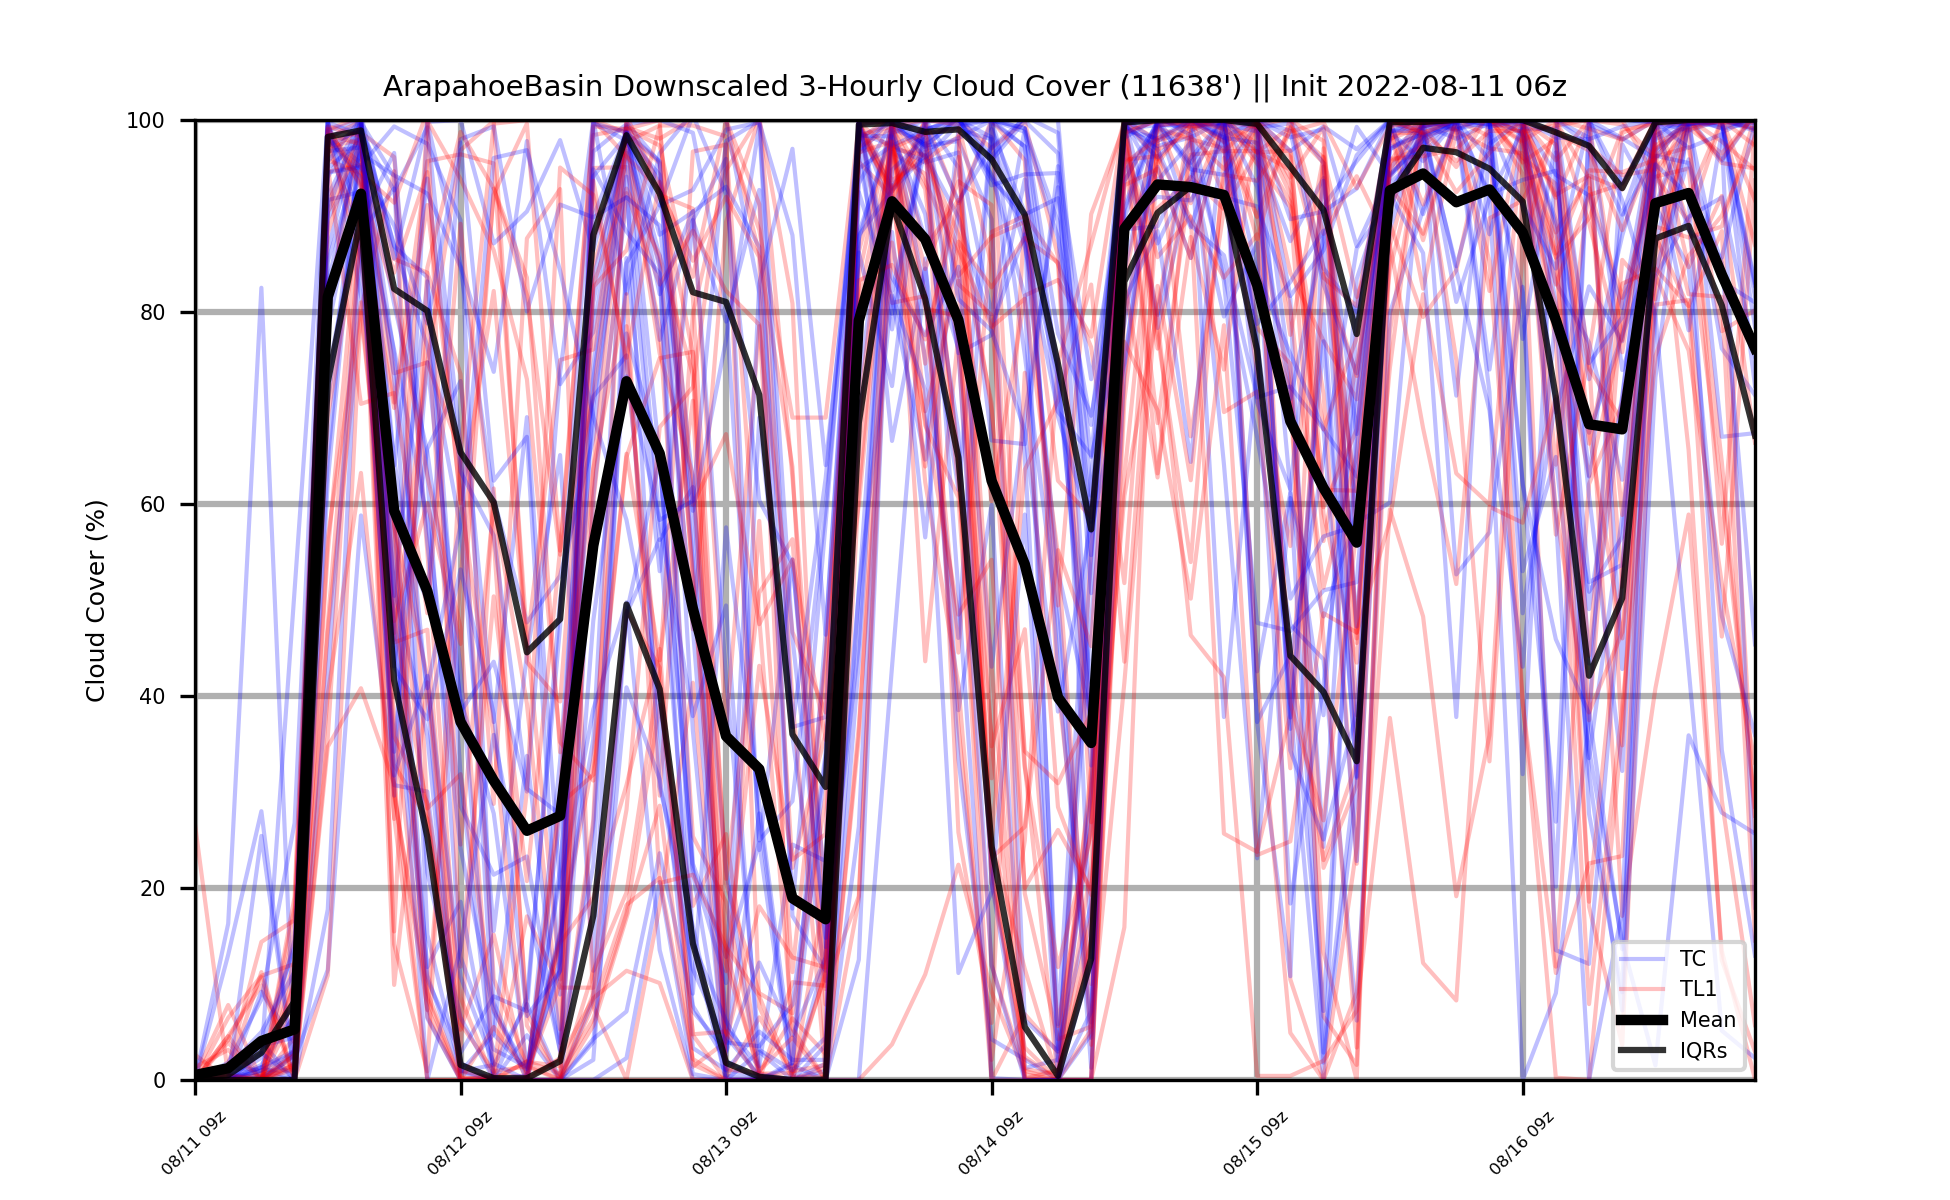 ArapahoeBasin Downscaled 3-Hourly Cloud Cover (11638') || Init 2022-08-11 06z
Cloud Cover (%)
100
80
60
40
20
0
08/11 09z
08/12 09z
08/13 09z
08/14 09z
08/15 09z
08/16 09z
TC
TL1
Mean
IQRs